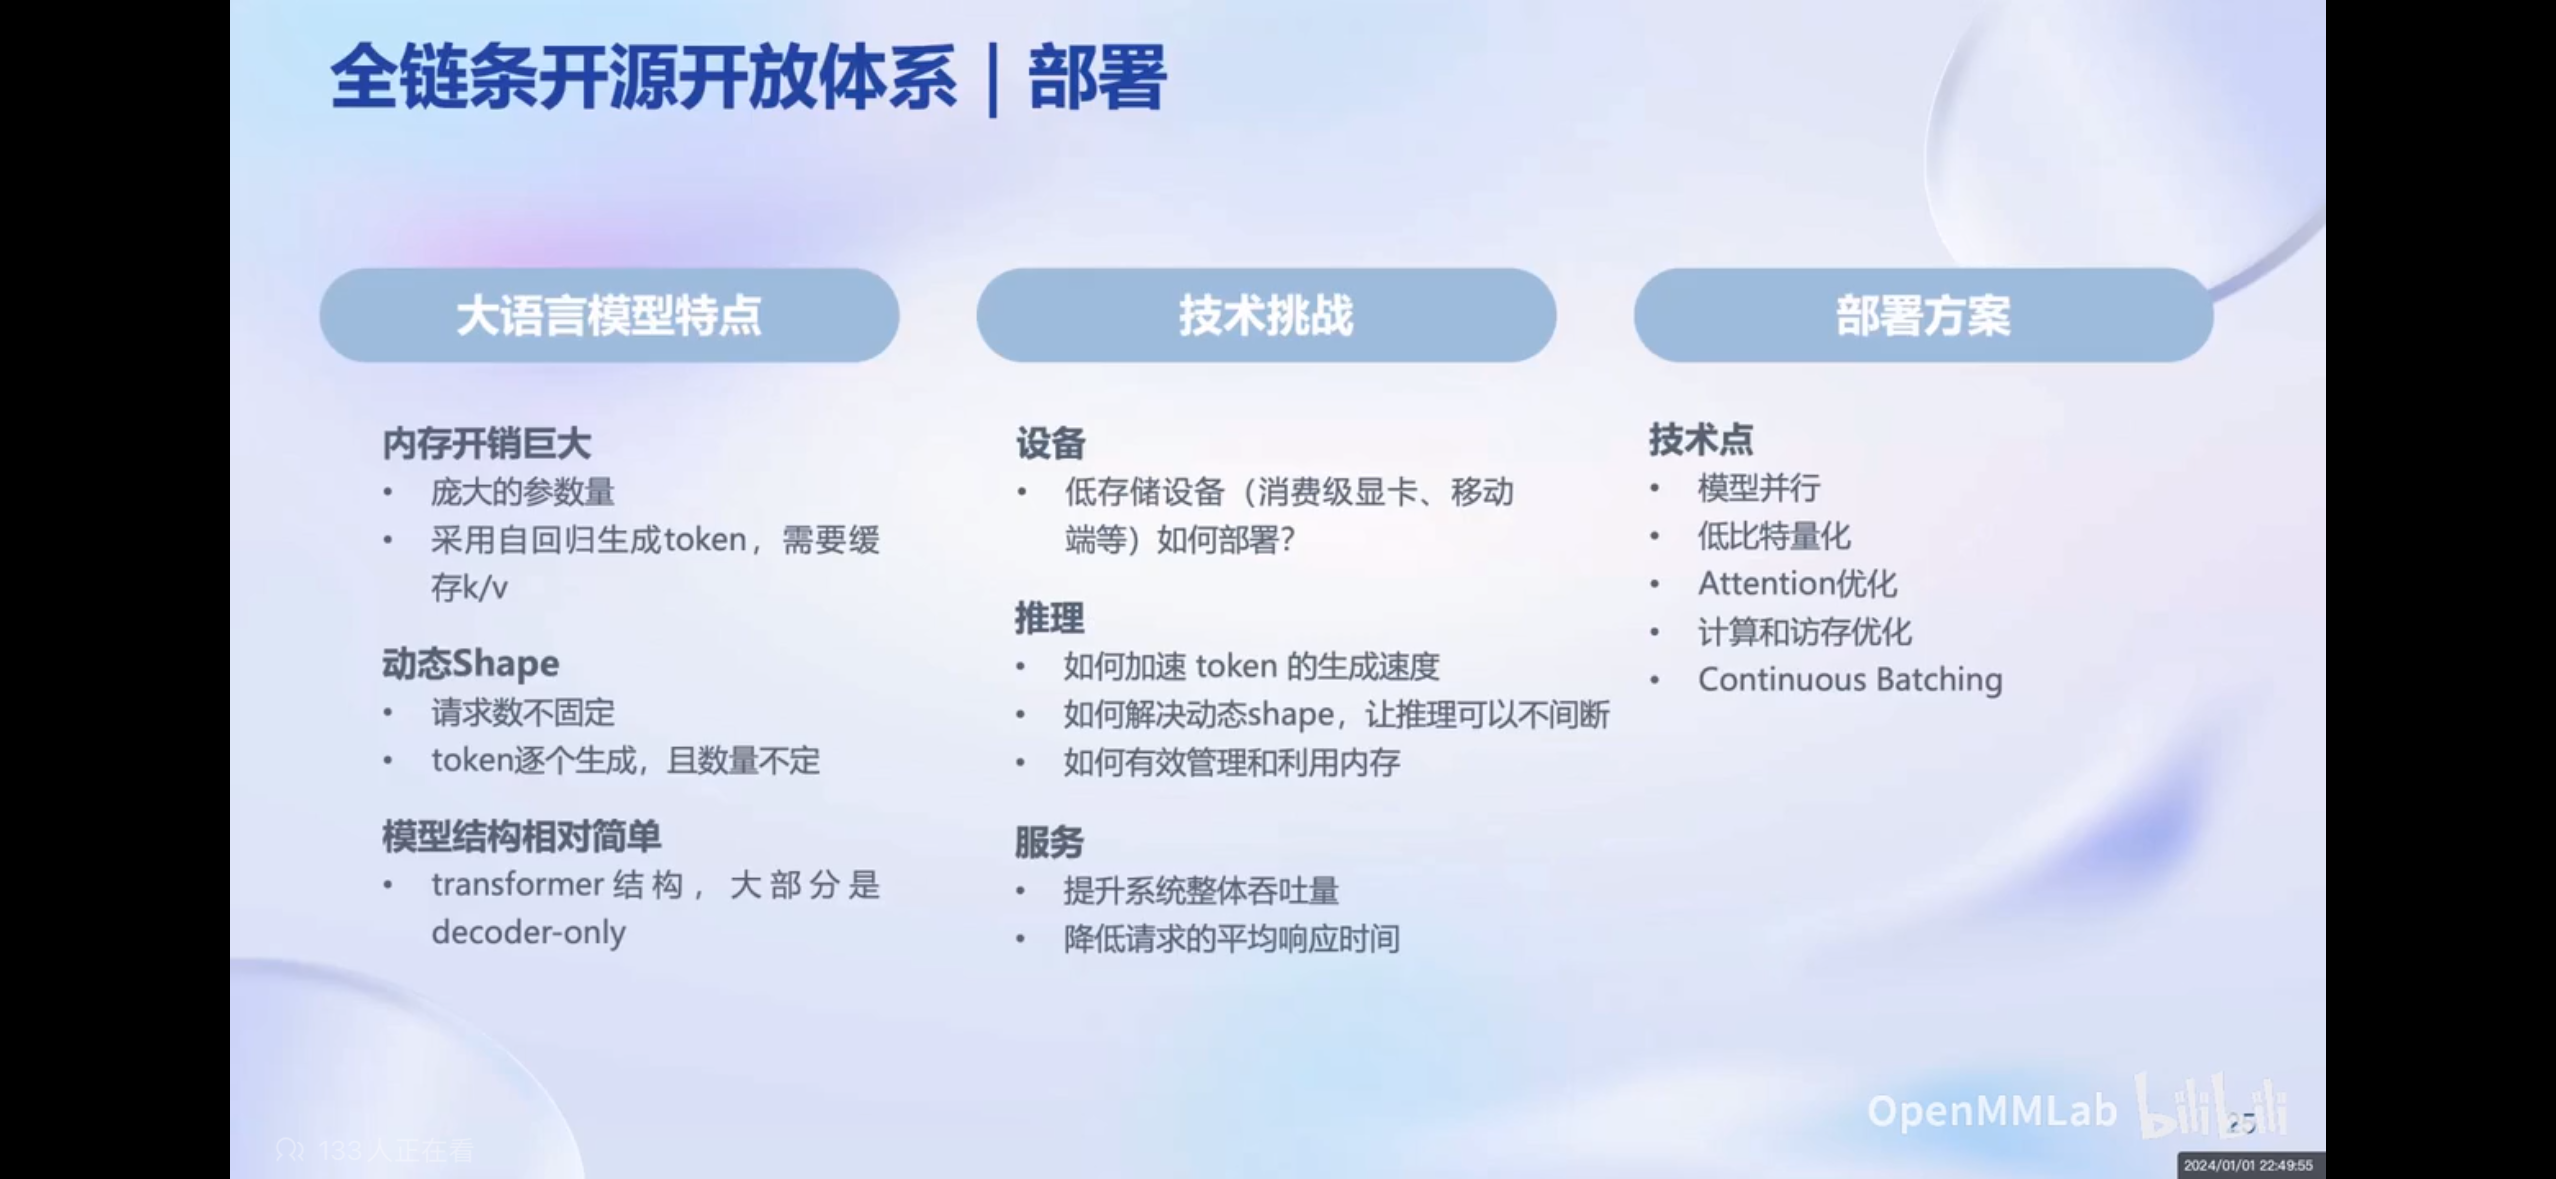 全链条开源开放体系｜部署
大语言模型特点
内存开销巨大
• 庞大的参数量
• 采用自回归生成token，需要缓
存k/v
动态Shape
• 请求数不固定
• token逐个生成，且数量不定
模型结构相对简单
• transformer结构，大部分是
decoder-only
技术挑战
设备
• 低存储设备（消费级显卡、移动
端等）如何部署？
推理
• 如何加速 token 的生成速度
• 如何解决动态shape，让推理可以不间断
• 如何有效管理和利用内存
服务
• 提升系统整体吞吐量
• 降低请求的平均响应时间
部署方案
技术点
• 模型并行
• 低比特量化
• Attention优化
• 计算和访存优化
• Continuous Batching
OpenMMLab bilibili
25
133人正在看
2024/01/01 22:49:55